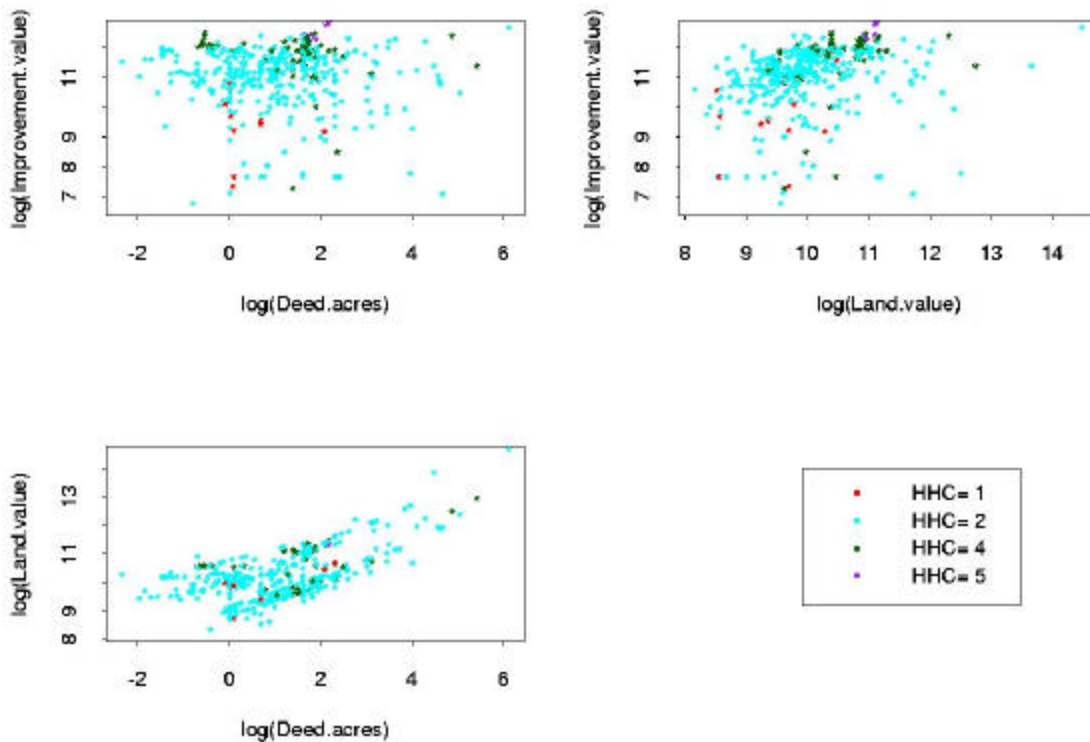 log(Improvement.value)
11
9
8
7
-2
0
2
4
6
log(Deed.acres)
log(Improvement.value)
11
9
8
7
8
9
10
11
12
13
14
log(Land.value)
log(Land.value)
13
11
9
8
-2
0
2
4
6
log(Deed.acres)
HHC= 1
HHC= 2
HHC= 4
HHC= 5